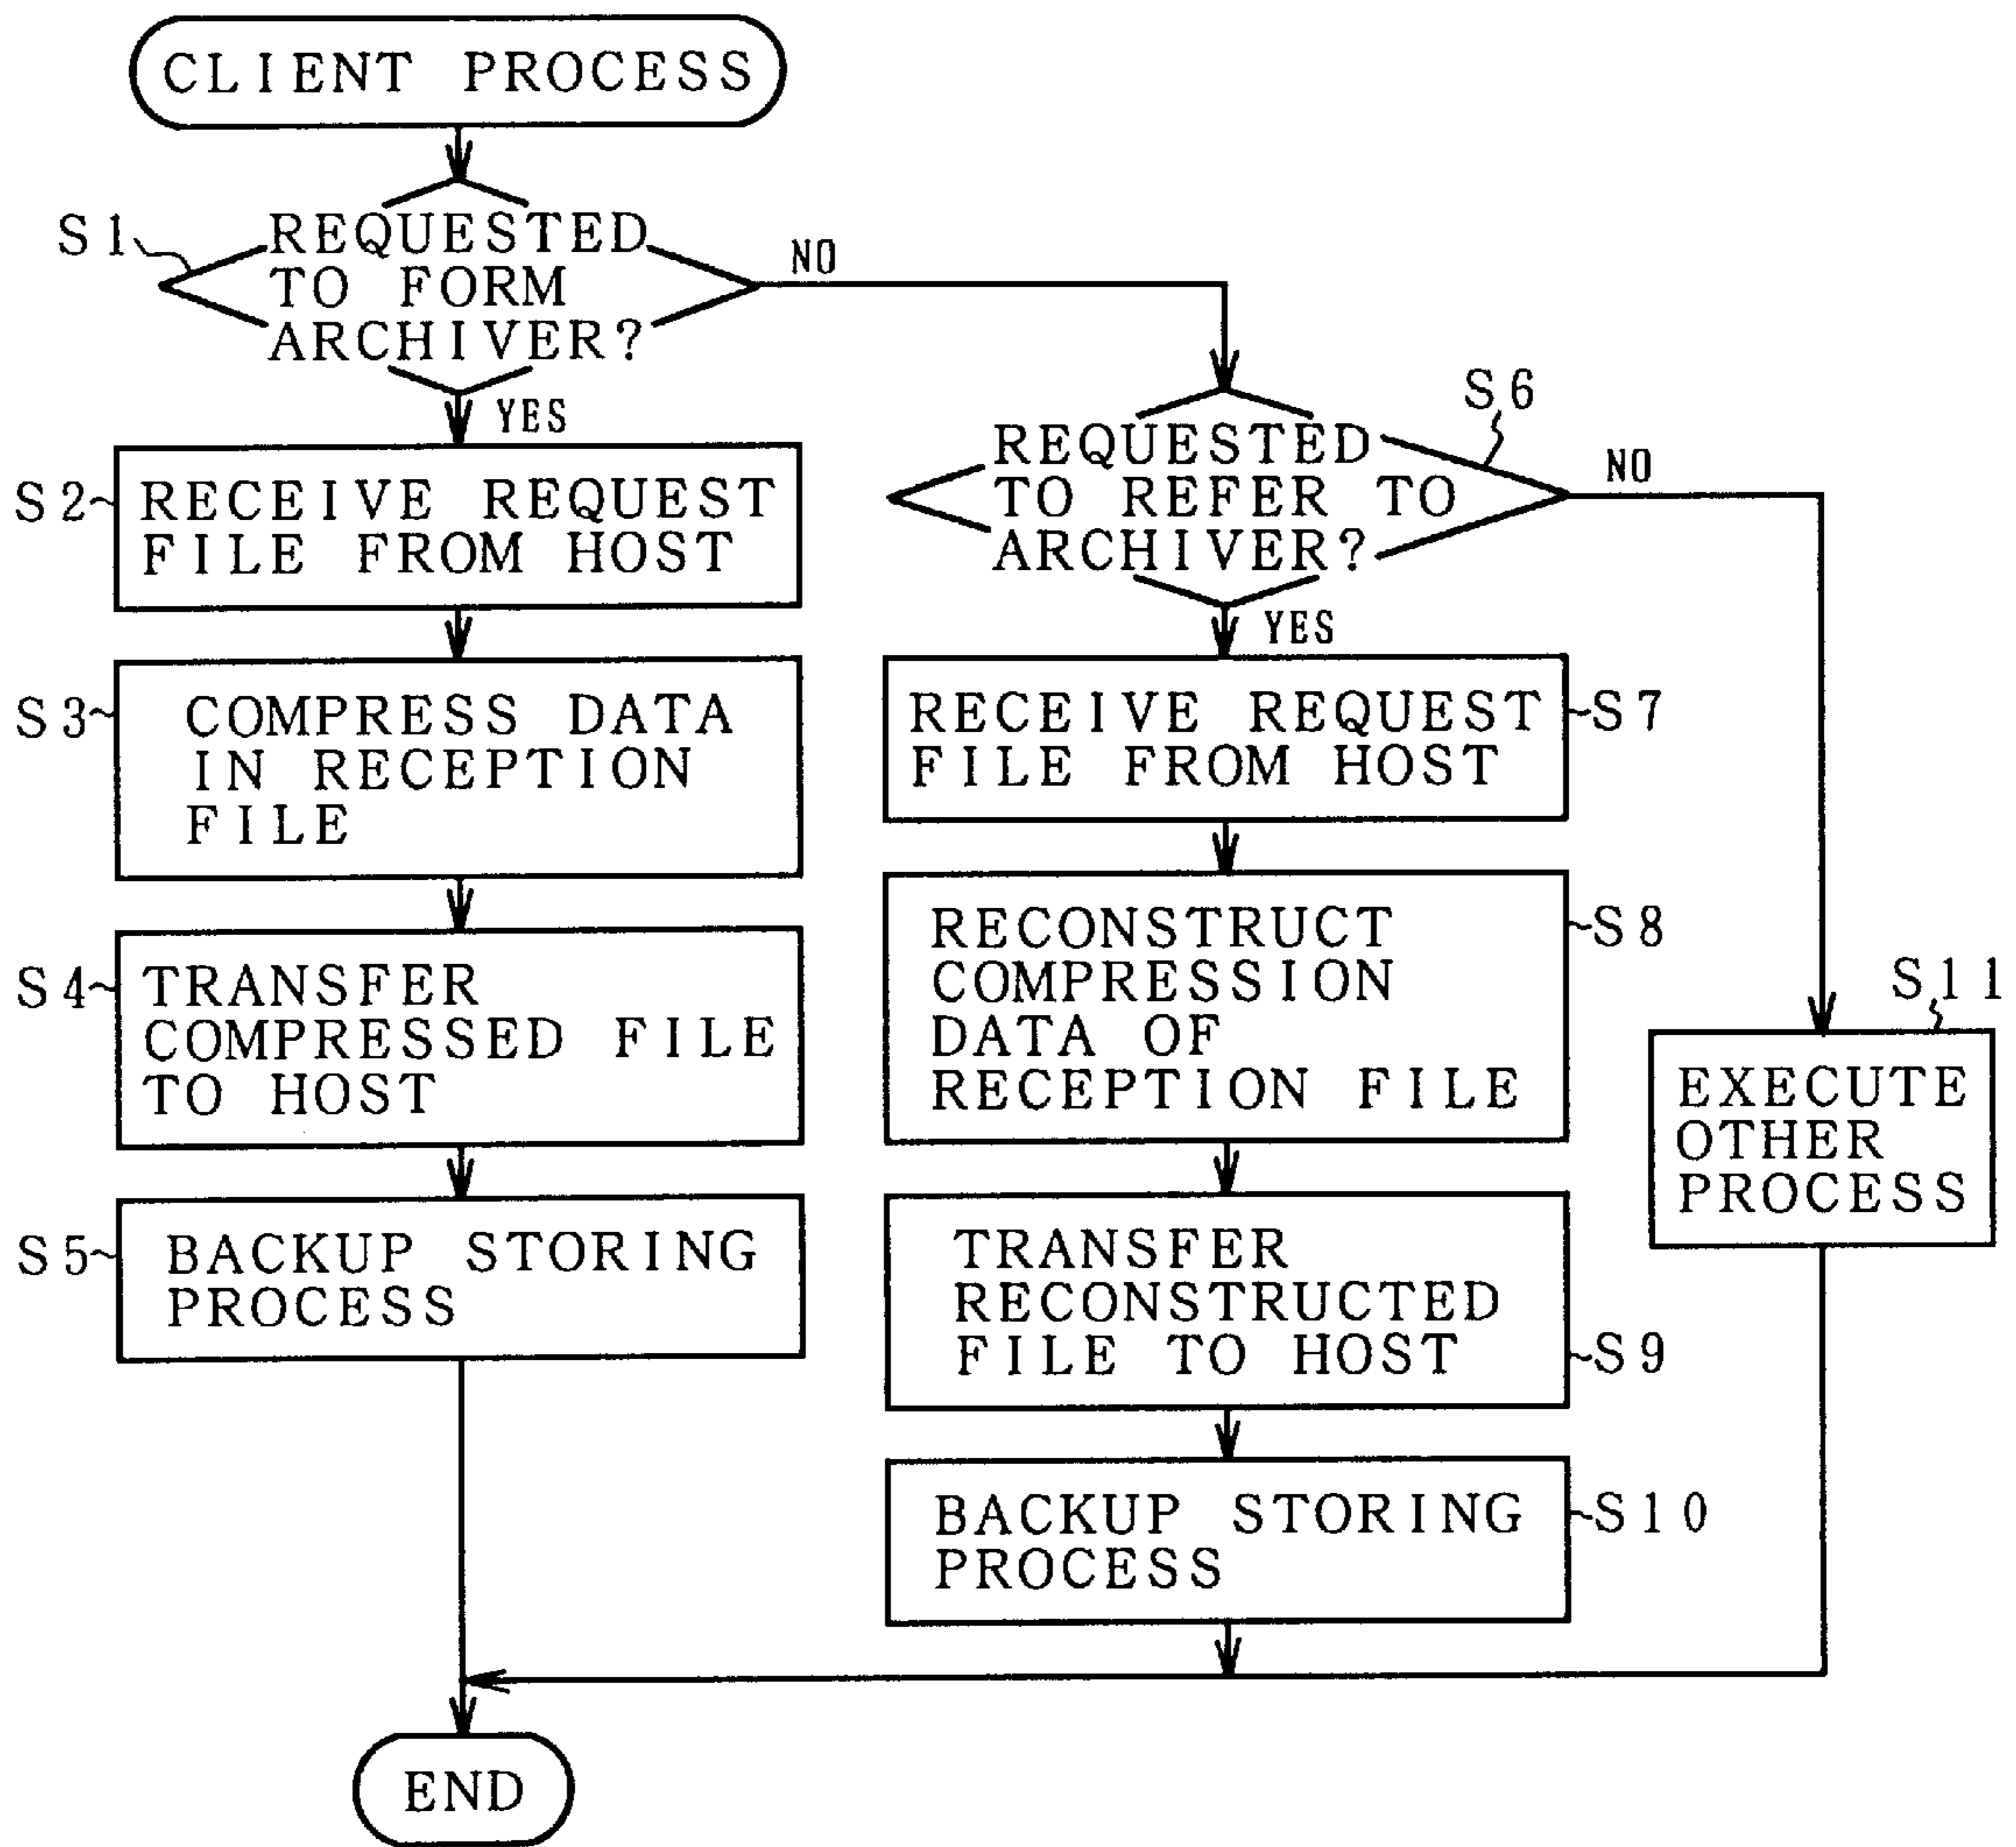 CLIENT PROCESS
S1
REQUESTED
TO FORM
ARCHIVER?
NO
YES
S2
RECEIVE REQUEST
FILE FROM HOST
S3
COMPRESS DATA
IN RECEPTION
FILE
S4
TRANSFER
COMPRESSED FILE
TO HOST
S5
BACKUP STORING
PROCESS
S6
REQUESTED
TO REFER TO
ARCHIVER?
NO
YES
RECEIVE REQUEST
FILE FROM HOST
S7
RECONSTRUCT
COMPRESSION
DATA OF
RECEPTION FILE
S8
TRANSFER
RECONSTRUCTED
FILE TO HOST
S9
BACKUP STORING
PROCESS
S10
S11
EXECUTE
OTHER
PROCESS
END